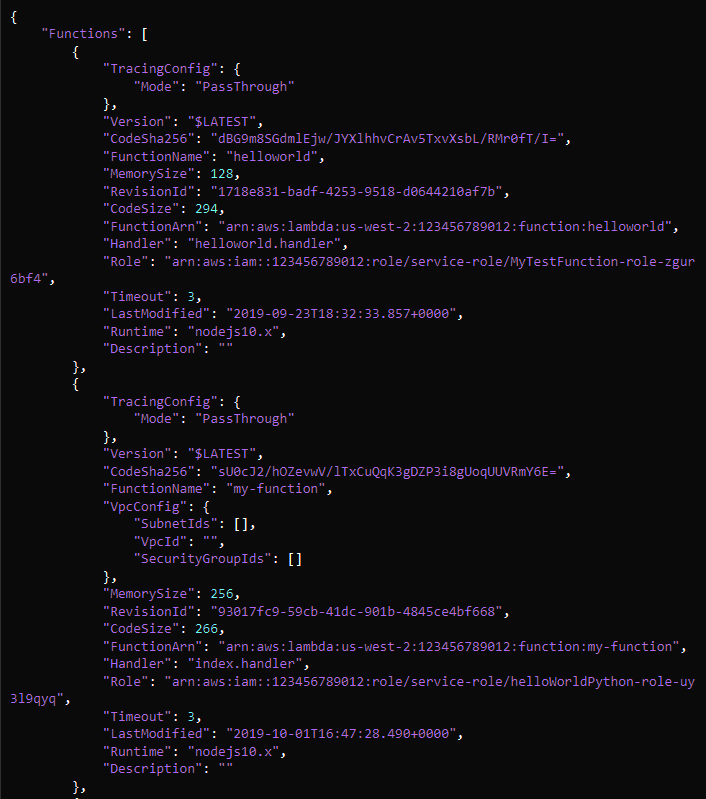 {
    "Functions": [
        {
            "TracingConfig": {
                "Mode": "PassThrough"
            },
            "Version": "$LATEST",
            "CodeSha256": "dBG9m8SGdmlEjw/JYXlhhvCrAv5TxvXsbL/RMr0fT/I=",
            "FunctionName": "helloworld",
            "MemorySize": 128,
            "RevisionId": "1718e831-badf-4253-9518-d0644210af7b",
            "CodeSize": 294,
            "FunctionArn": "arn:aws:lambda:us-west-2:123456789012:function:helloworld",
            "Handler": "helloworld.handler",
            "Role": "arn:aws:iam::123456789012:role/service-role/MyTestFunction-role-zgur
6bf4",
            "Timeout": 3,
            "LastModified": "2019-09-23T18:32:33.857+0000",
            "Runtime": "nodejs10.x",
            "Description": ""
        },
        {
            "TracingConfig": {
                "Mode": "PassThrough"
            },
            "Version": "$LATEST",
            "CodeSha256": "sU0cJ2/hOZevwV/lTxCuQqK3gDZP3i8gUoqUUVRmY6E=",
            "FunctionName": "my-function",
            "VpcConfig": {
                "SubnetIds": [],
                "VpcId": "",
                "SecurityGroupIds": []
            },
            "MemorySize": 256,
            "RevisionId": "93017fc9-59cb-41dc-901b-4845ce4bf668",
            "CodeSize": 266,
            "FunctionArn": "arn:aws:lambda:us-west-2:123456789012:function:my-function",
            "Handler": "index.handler",
            "Role": "arn:aws:iam::123456789012:role/service-role/helloWorldPython-role-uy
3l9qyq",
            "Timeout": 3,
            "LastModified": "2019-10-01T16:47:28.490+0000",
            "Runtime": "nodejs10.x",
            "Description": ""
        },